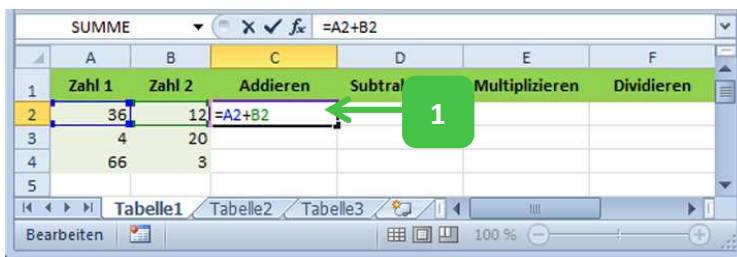 SUMME fx =A2+B2
A B C D E F
1 Zahl 1 Zahl 2 Addieren Multiplizieren Dividieren
2 36 12 =A2+B2 1
3 4 20
4 66 3
5
Tabelle1 Tabelle2 Tabelle3
Bearbeiten 100 %